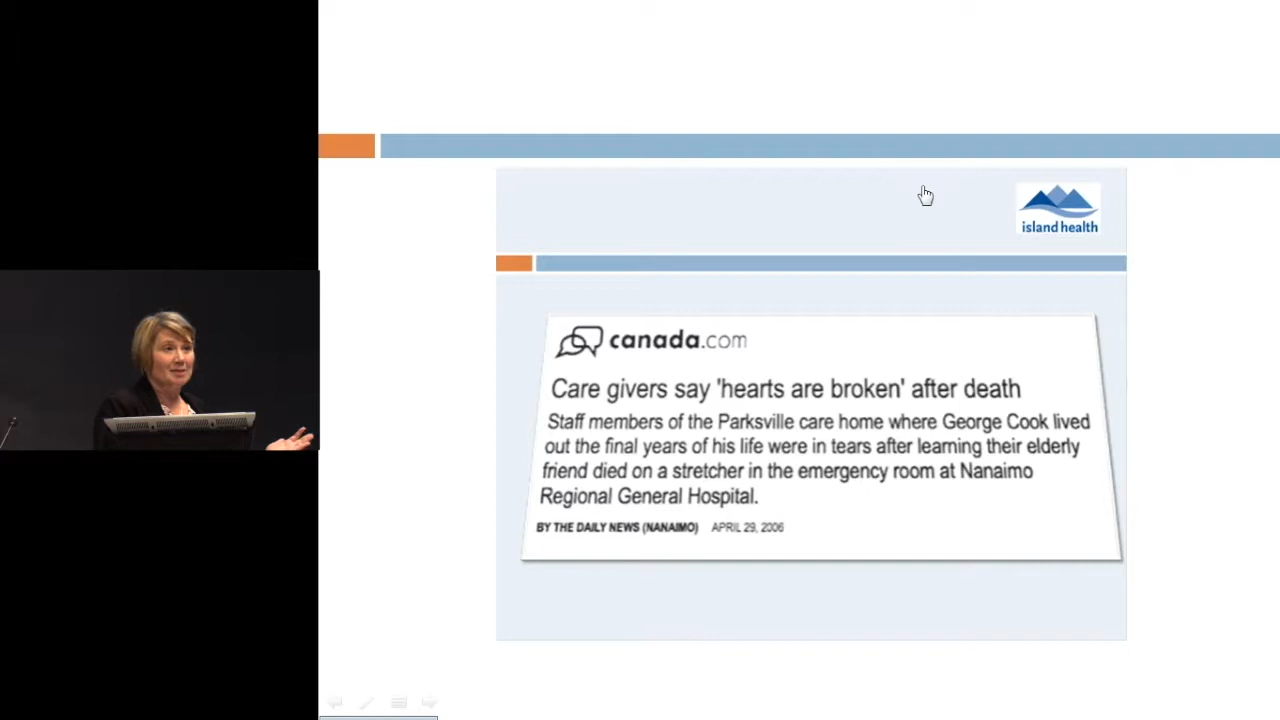 island health
canada.com
Care givers say 'hearts are broken' after death
Staff members of the Parksville care home where George Cook lived
out the final years of his life were in tears after learning their elderly
friend died on a stretcher in the emergency room at Nanaimo
Regional General Hospital.
BY THE DAILY NEWS (NANAIMO) APRIL 29, 2006